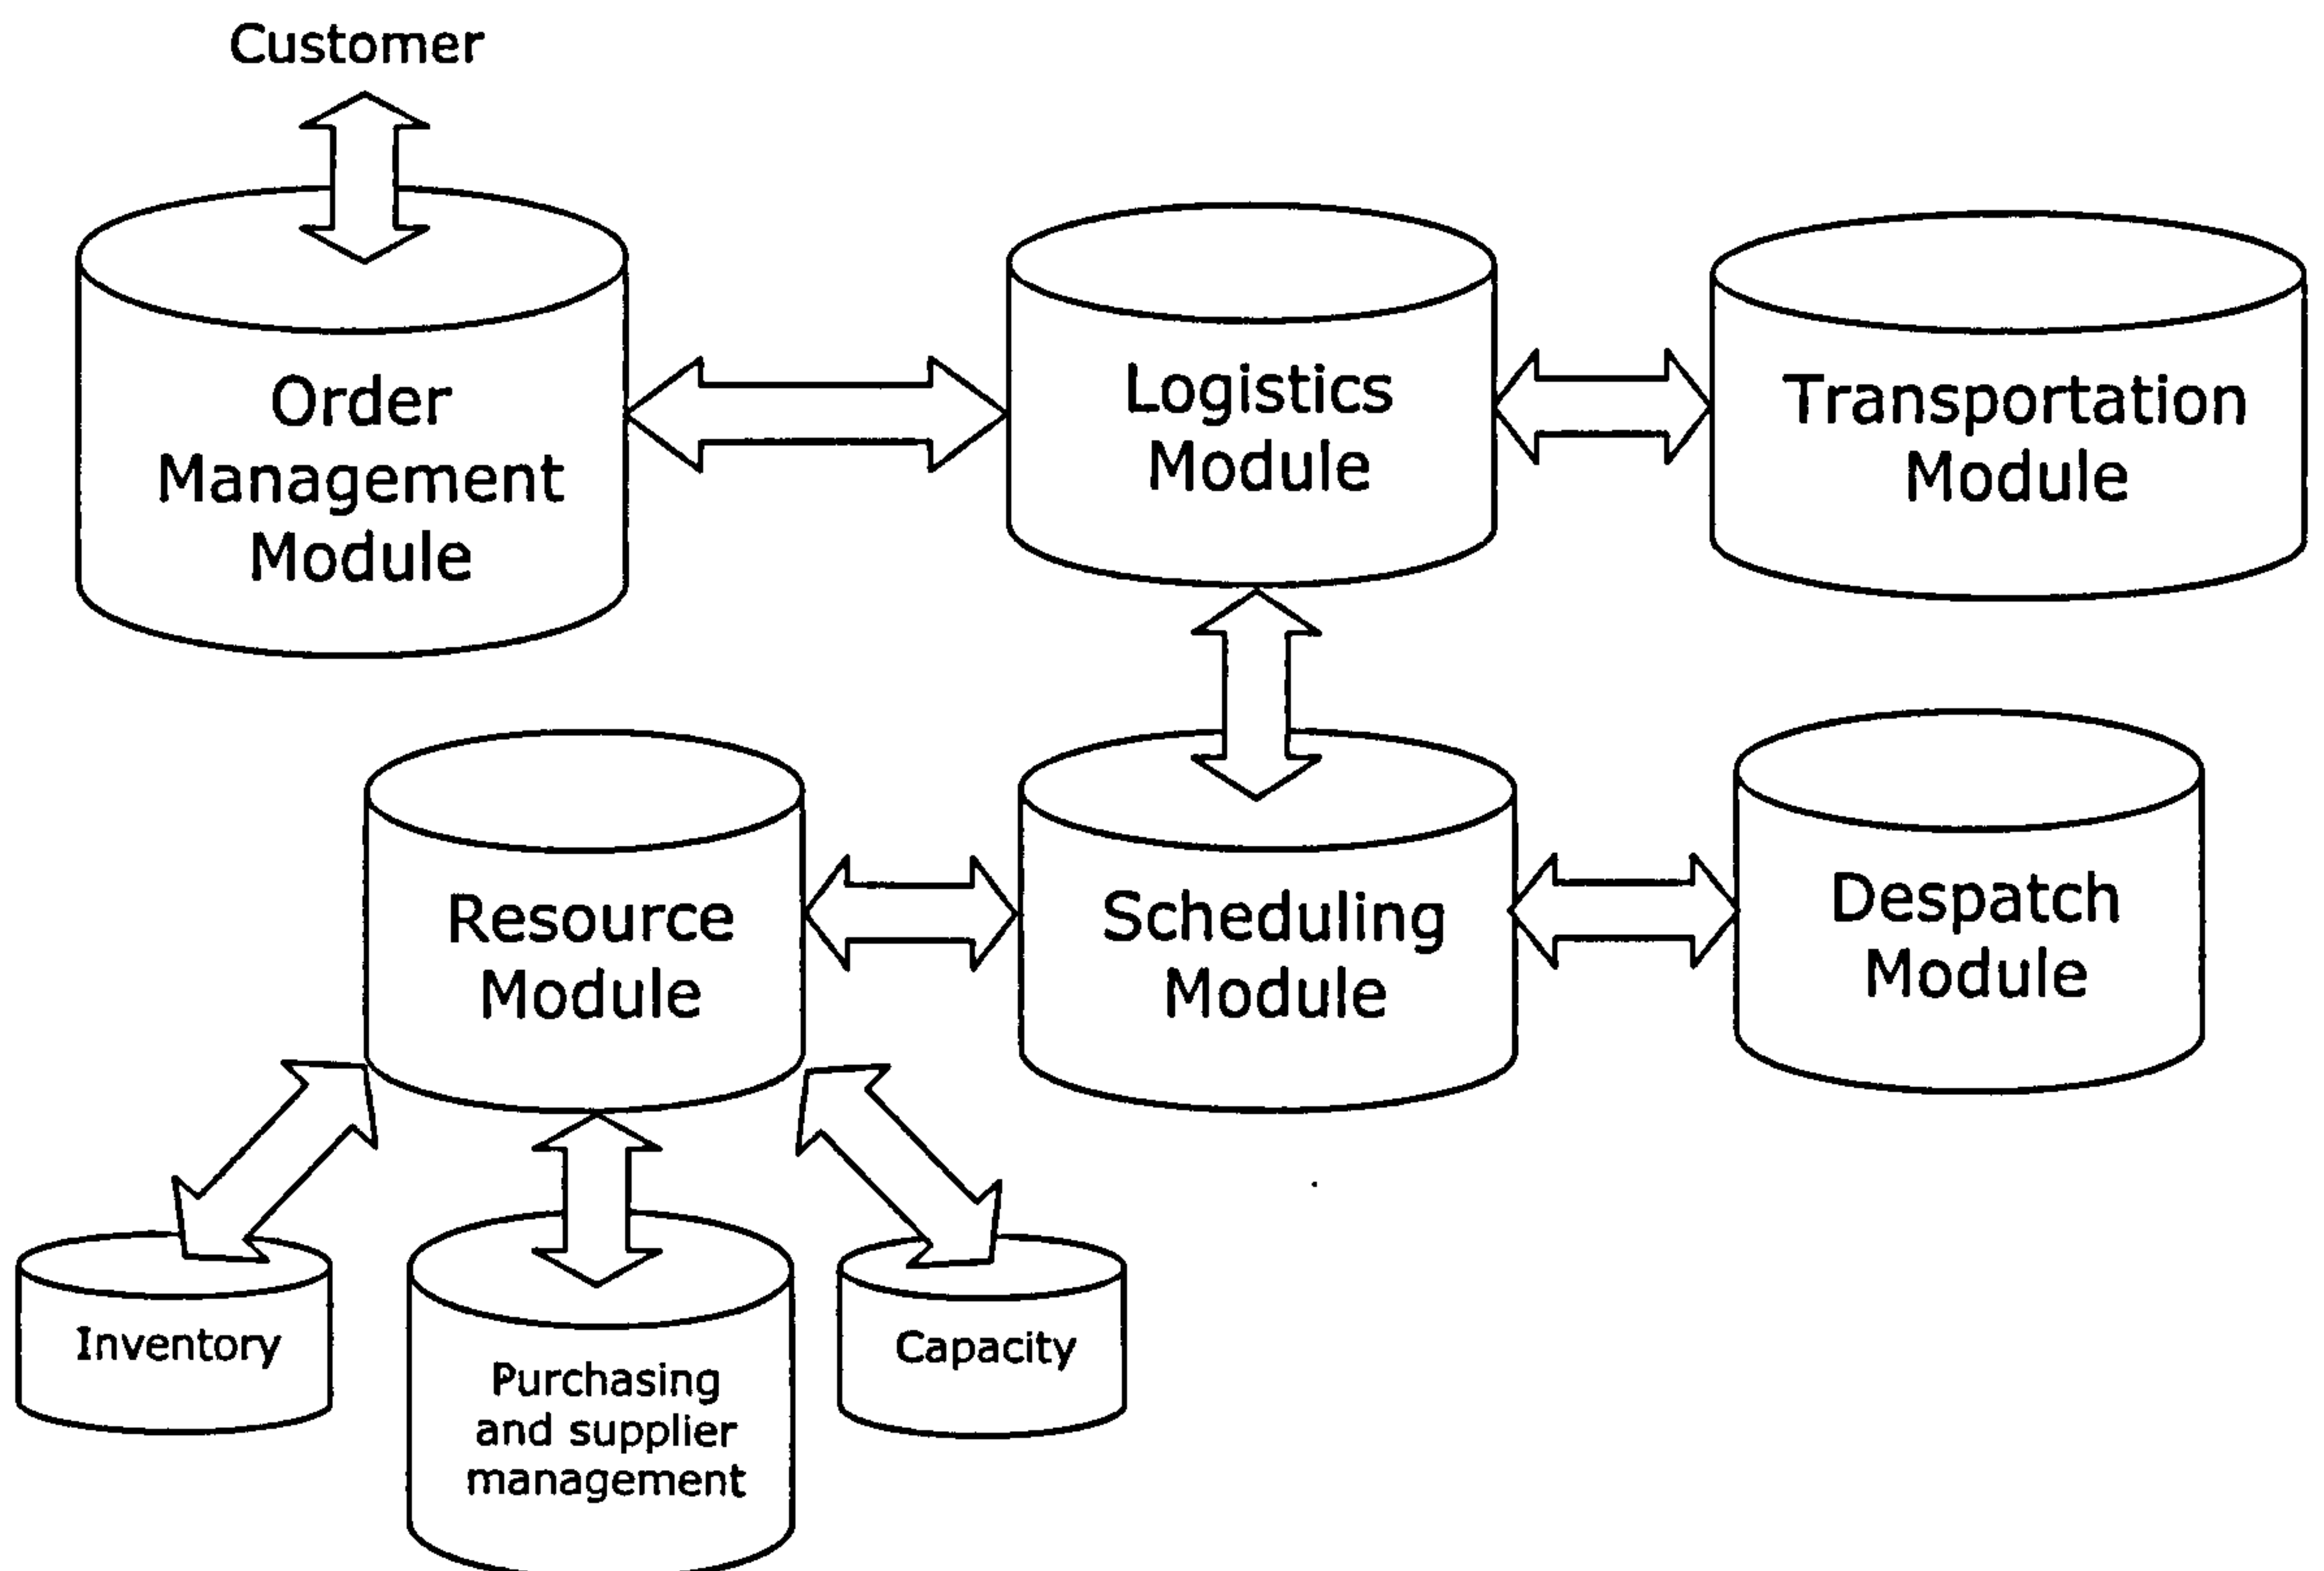 Customer
Order
Management
Module
Logistics
Module
Transportation
Module
Resource
Module
Scheduling
Module
Despatch
Module
Inventory
Purchasing
and supplier
management
Capacity